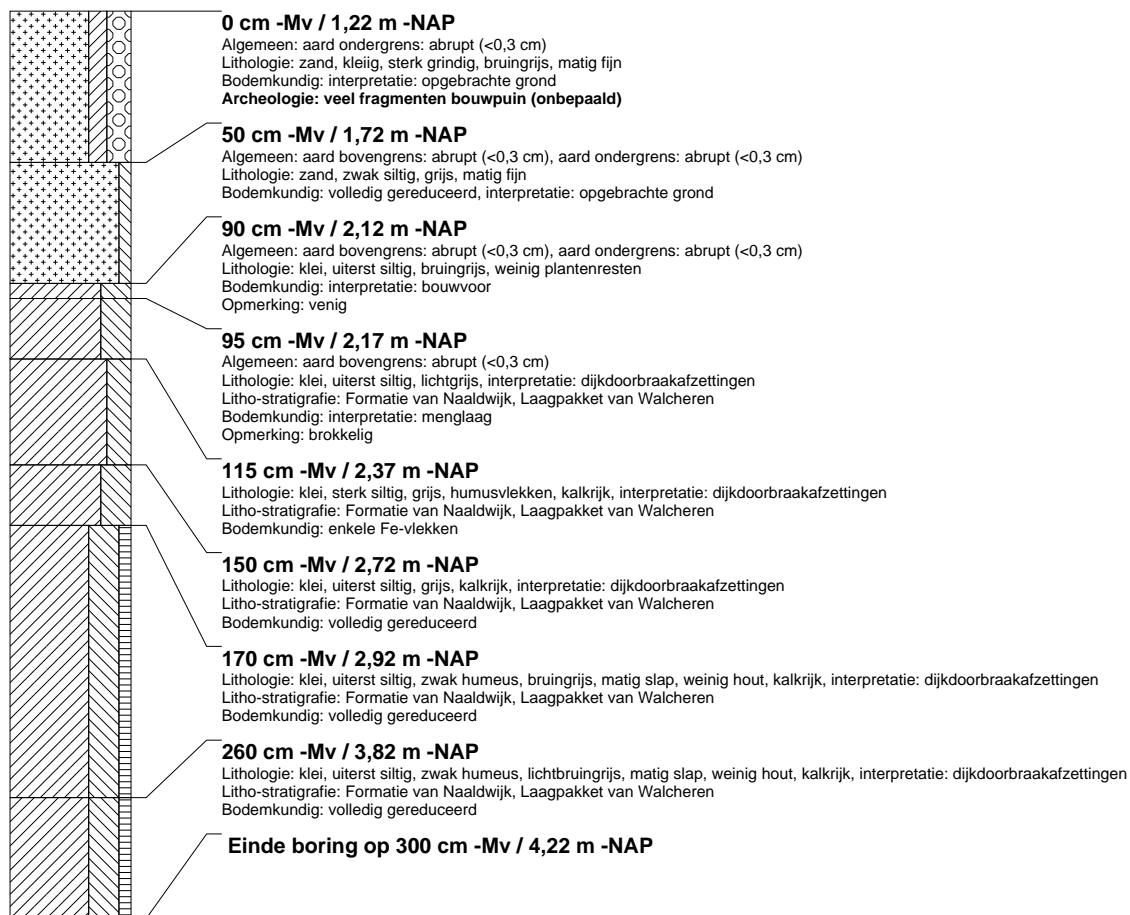 0 cm -Mv / 1,22 m -NAP
Algemeen: aard ondergrens: abrupt (<0,3 cm)
Lithologie: zand, kleiig, sterk grindig, bruingrijs, matig fijn
Bodemkundig: interpretatie: opgebrachte grond
Archeologie: veel fragmenten bouwpuin (onbepaald)
50 cm -Mv / 1,72 m -NAP
Algemeen: aard bovengrens: abrupt (<0,3 cm), aard ondergrens: abrupt (<0,3 cm)
Lithologie: zand, zwak siltig, grijs, matig fijn
Bodemkundig: volledig gereduceerd, interpretatie: opgebrachte grond
90 cm -Mv / 2,12 m -NAP
Algemeen: aard bovengrens: abrupt (<0,3 cm), aard ondergrens: abrupt (<0,3 cm)
Lithologie: klei, uiterst siltig, bruingrijs, weinig plantenresten
Bodemkundig: interpretatie: bouwvoor
Opmerking: venig
95 cm -Mv / 2,17 m -NAP
Algemeen: aard bovengrens: abrupt (<0,3 cm)
Lithologie: klei, uiterst siltig, lichtgrijs, interpretatie: dijkdoorbraakafzettingen
Litho-stratigrafie: Formatie van Naaldwijk, Laagpakket van Walcheren
Bodemkundig: interpretatie: menglaag
Opmerking: brokkelig
115 cm -Mv / 2,37 m -NAP
Lithologie: klei, sterk siltig, grijs, humusvlekken, kalkrijk, interpretatie: dijkdoorbraakafzettingen
Litho-stratigrafie: Formatie van Naaldwijk, Laagpakket van Walcheren
Bodemkundig: enkele Fe-vlekken
150 cm -Mv / 2,72 m -NAP
Lithologie: klei, uiterst siltig, grijs, kalkrijk, interpretatie: dijkdoorbraakafzettingen
Litho-stratigrafie: Formatie van Naaldwijk, Laagpakket van Walcheren
Bodemkundig: volledig gereduceerd
170 cm -Mv / 2,92 m -NAP
Lithologie: klei, uiterst siltig, zwak humeus, bruingrijs, matig slap, weinig hout, kalkrijk, interpretatie: dijkdoorbraakafzettingen
Litho-stratigrafie: Formatie van Naaldwijk, Laagpakket van Walcheren
Bodemkundig: volledig gereduceerd
260 cm -Mv / 3,82 m -NAP
Lithologie: klei, uiterst siltig, zwak humeus, lichtbruingrijs, matig slap, weinig hout, kalkrijk, interpretatie: dijkdoorbraakafzettingen
Litho-stratigrafie: Formatie van Naaldwijk, Laagpakket van Walcheren
Bodemkundig: volledig gereduceerd
Einde boring op 300 cm -Mv / 4,22 m -NAP